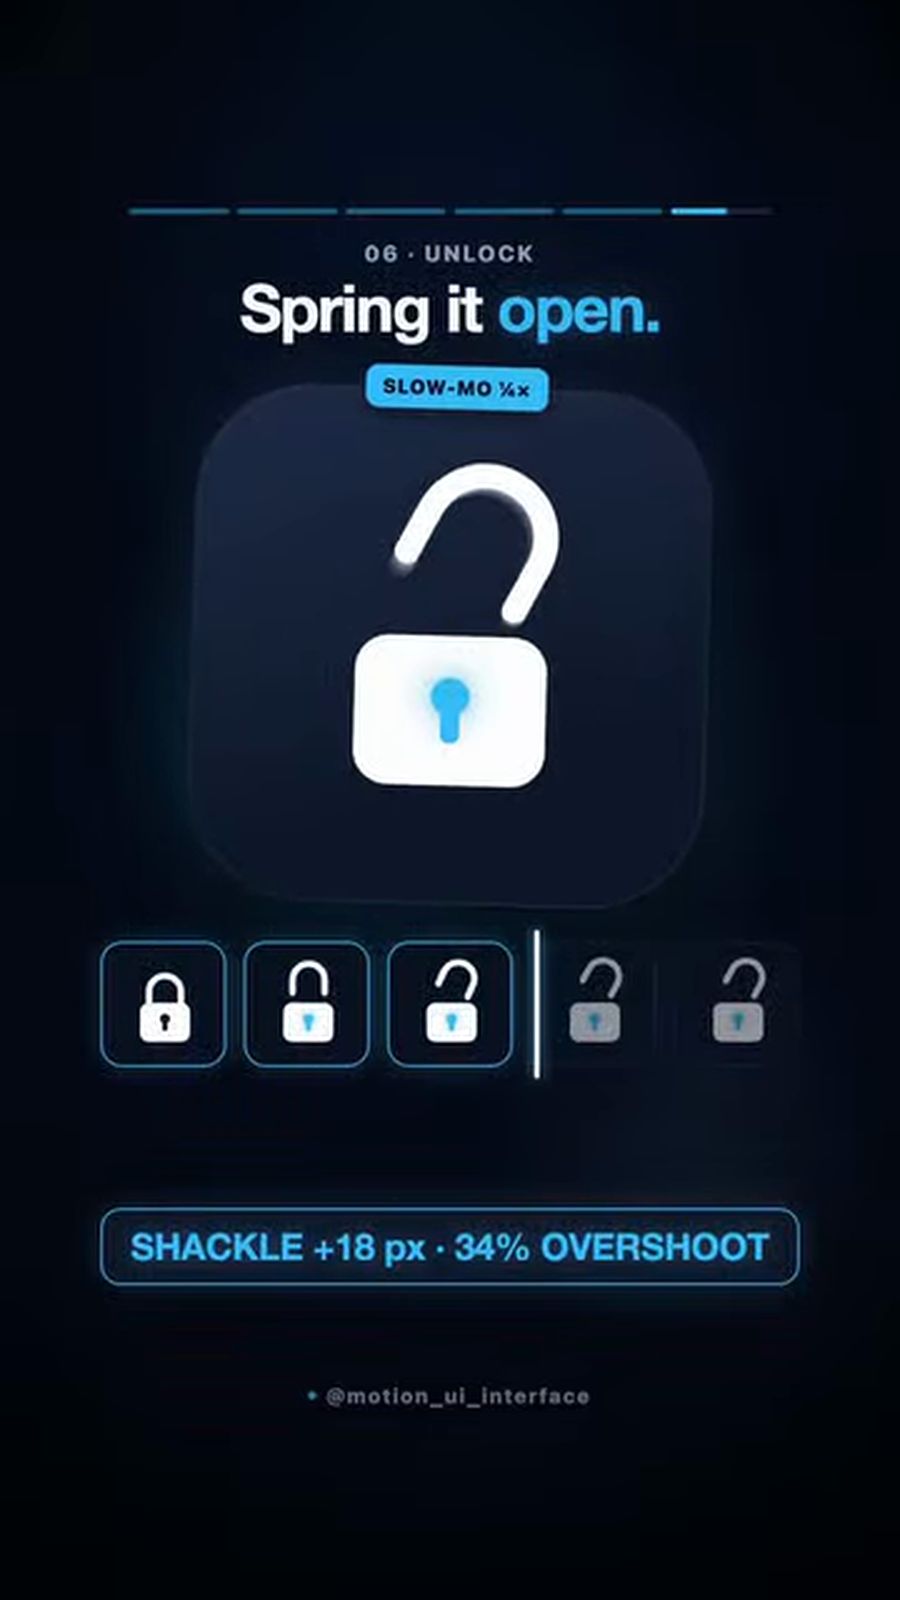 06 · UNLOCK
Spring it open.
SLOW-MO ¼×
SHACKLE +18 px · 34% OVERSHOOT
@motion_ui_interface